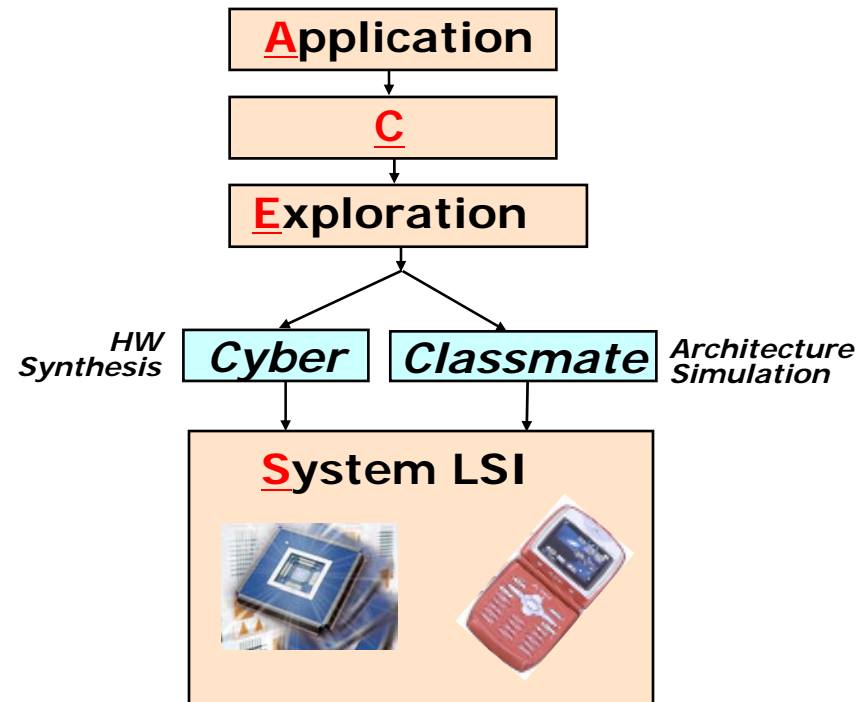 Application
C
Exploration
HW
Synthesis
Cyber
Classmate
Architecture
Simulation
System LSI